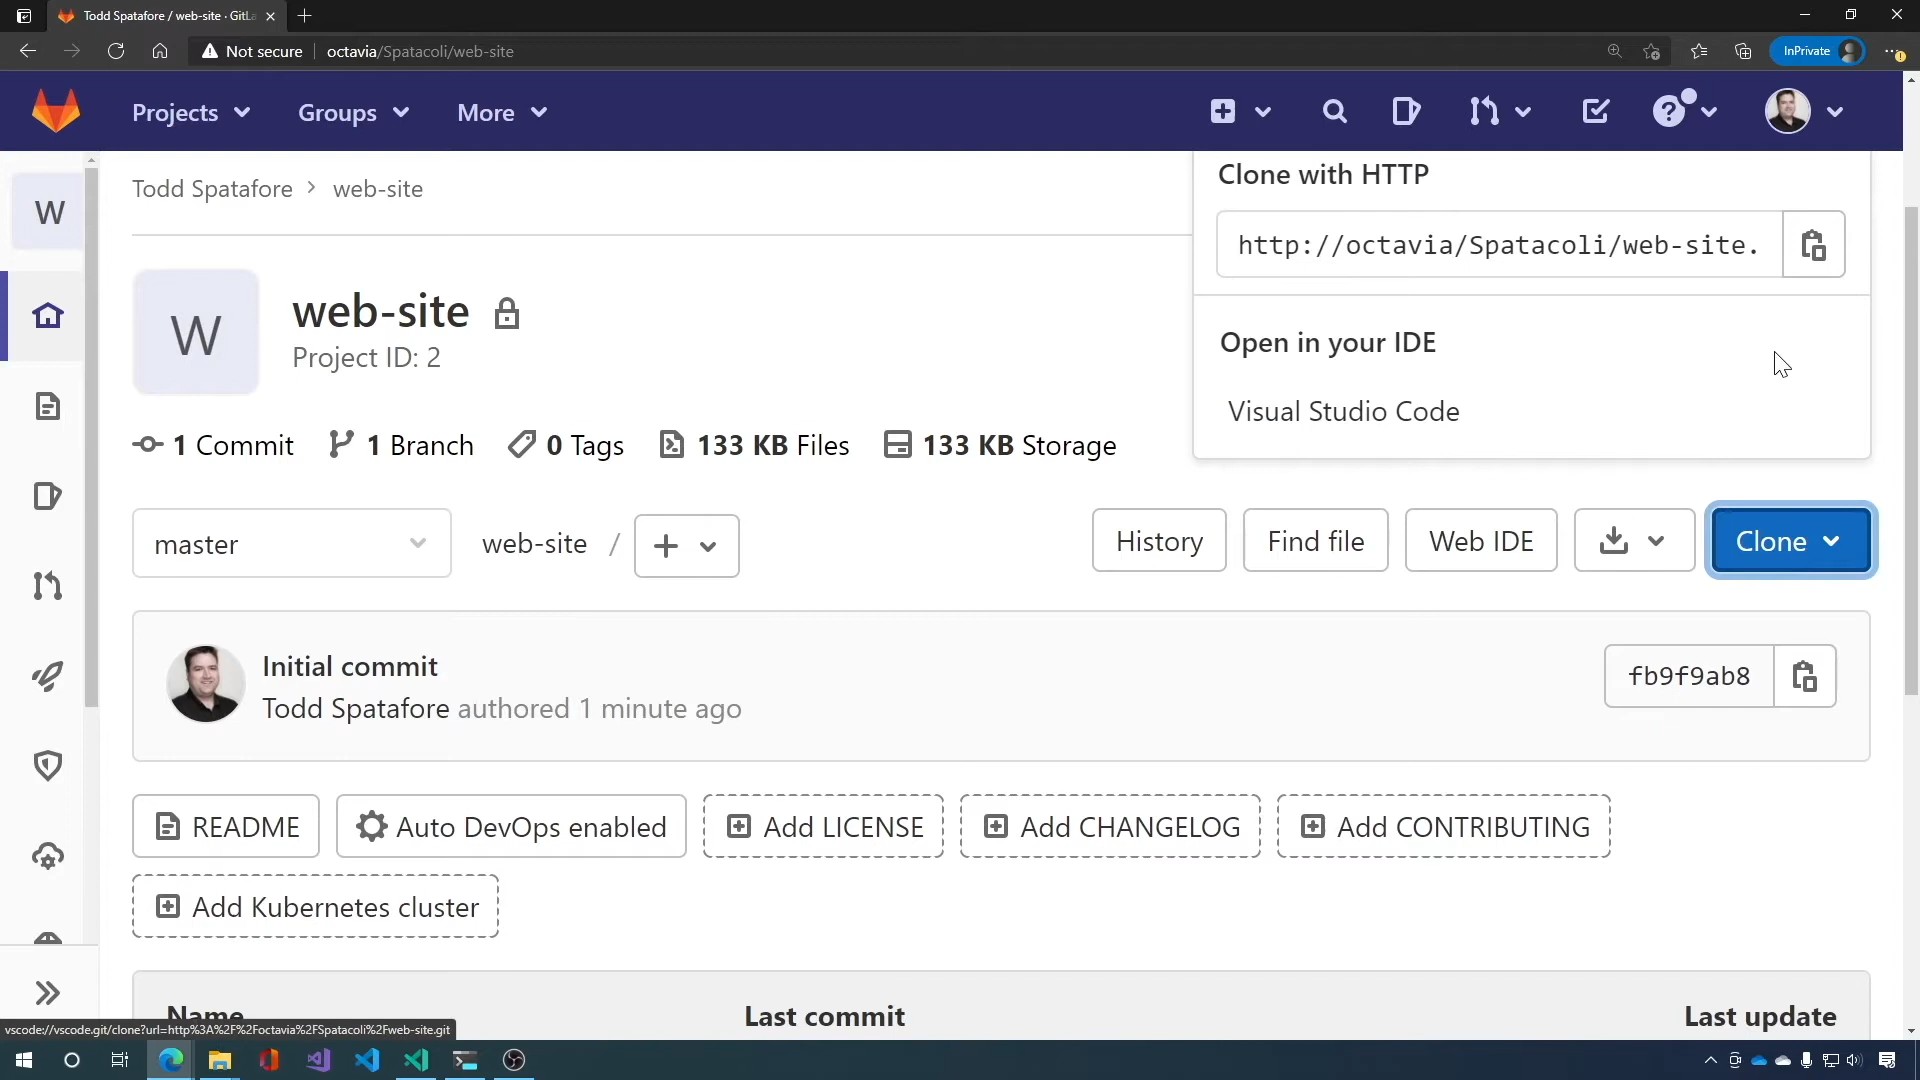 Todd Spatafore / web-site · GitLa
Not secure
octavia/Spatacoli/web-site
InPrivate
Projects
Groups
More
W
Todd Spatafore > web-site
Clone with HTTP
http://octavia/Spatacoli/web-site.
Open in your IDE
Visual Studio Code
W
web-site
Project ID: 2
1 Commit
1 Branch
0 Tags
133 KB Files
133 KB Storage
master
web-site /
History
Find file
Web IDE
Clone
Initial commit
Todd Spatafore authored 1 minute ago
fb9f9ab8
README
Auto DevOps enabled
Add LICENSE
Add CHANGELOG
Add CONTRIBUTING
Add Kubernetes cluster
Name
Last commit
Last update
vscode://vscode.git/clone?url=http%3A%2F%2Foctavia%2FSpatacoli%2Fweb-site.git